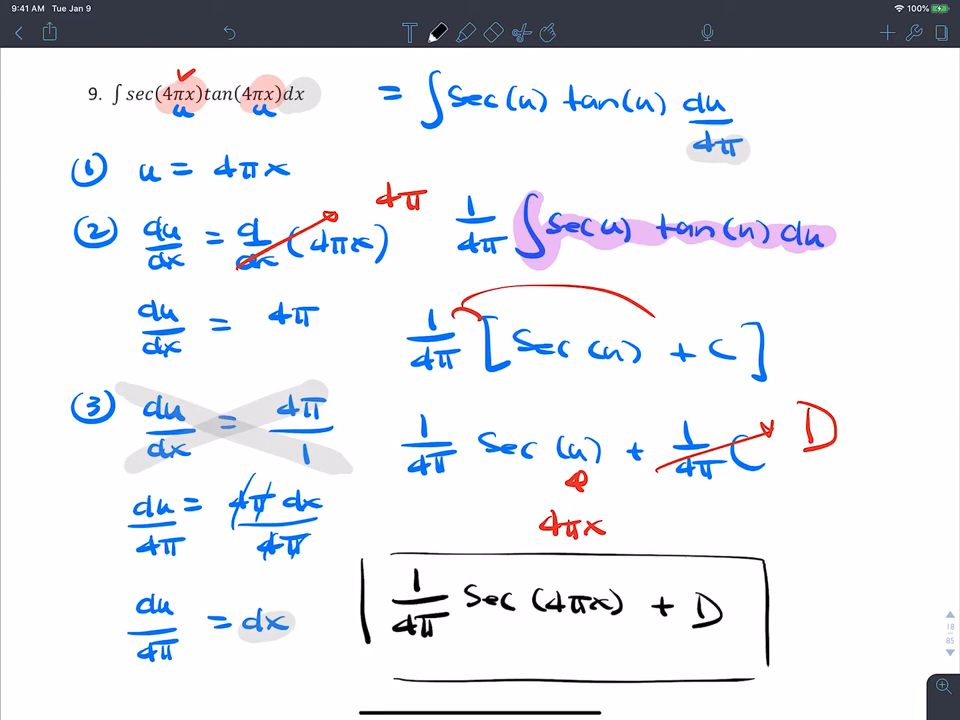 9:41 AM Tue Jan 9
100%
9. ∫ sec(4πx)tan(4πx)dx
u u
= ∫ sec(u) tan(u) du/4π
① u = 4πx
② du/dx = d/dx (4πx) 4π
1/4π ∫ sec(u) tan(u) du
du/dx = 4π
1/4π [sec(u) + C]
③ du/dx = 4π/1
1/4π sec(u) + 1/4π C D
4πx
du/4π = 4π dx/4π
1/4π sec(4πx) + D
du/4π = dx
18
85